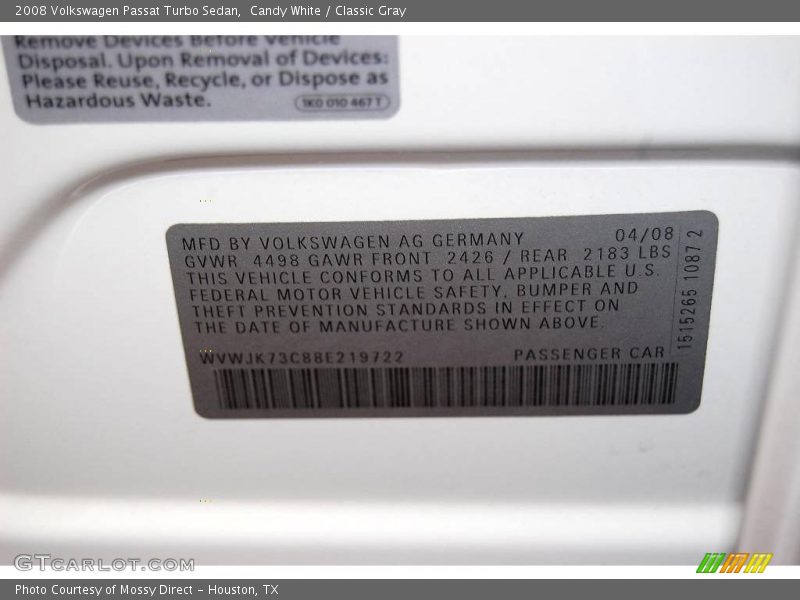 2008 Volkswagen Passat Turbo Sedan, Candy White / Classic Gray
Remove Devices Before Vehicle
Disposal. Upon Removal of Devices:
Please Reuse, Recycle, or Dispose as
Hazardous Waste.
1K0 010 467 T
MFD BY VOLKSWAGEN AG GERMANY 04/08
GVWR 4498 GAWR FRONT 2426 / REAR 2183 LBS
THIS VEHICLE CONFORMS TO ALL APPLICABLE U.S.
FEDERAL MOTOR VEHICLE SAFETY, BUMPER AND
THEFT PREVENTION STANDARDS IN EFFECT ON
THE DATE OF MANUFACTURE SHOWN ABOVE.
WVWJK73C88E219722 PASSENGER CAR
1515265 1087 2
GTCARLOT.COM
Photo Courtesy of Mossy Direct - Houston, TX